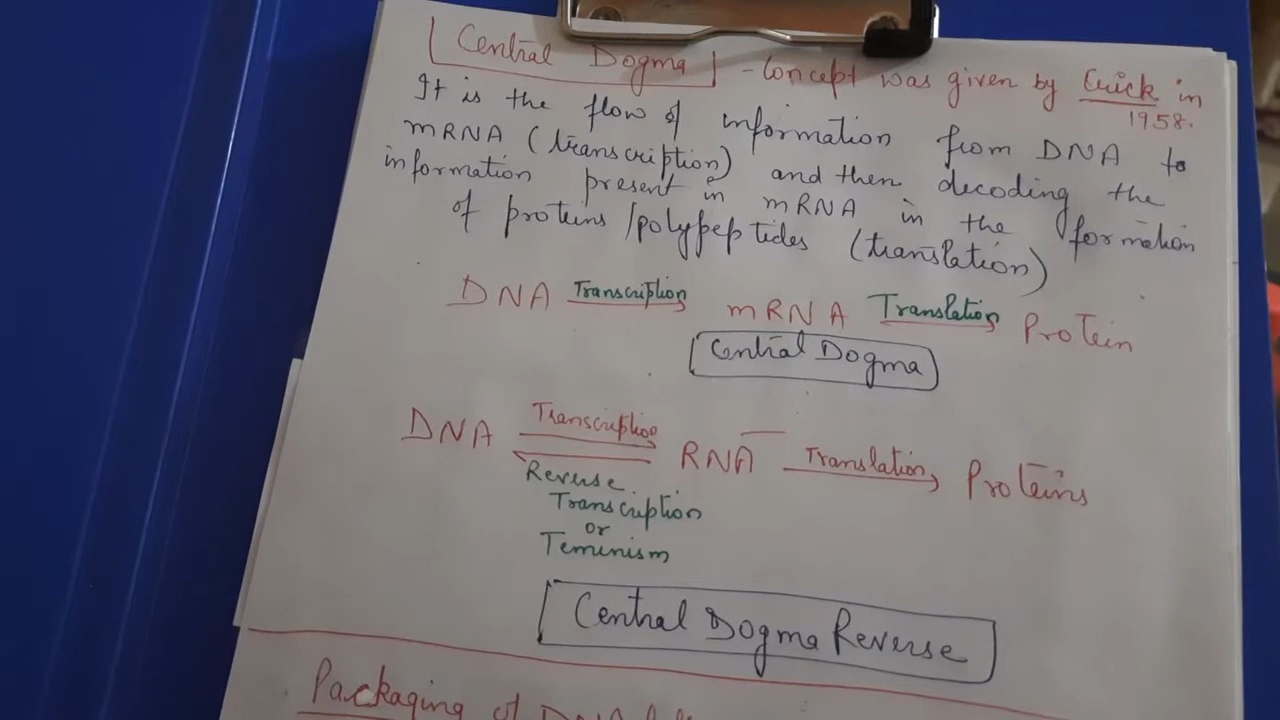 Central Dogma - Concept was given by Crick in
1958.
It is the flow of information from DNA to
mRNA (transcription) and then decoding the
information present in mRNA in the formation
of proteins/polypeptides (translation)
DNA Transcription mRNA Translation Protein
Central Dogma
DNA Transcription RNA Translation Proteins
Reverse
Transcription
or
Teminism
Central Dogma Reverse
Packaging of DNA